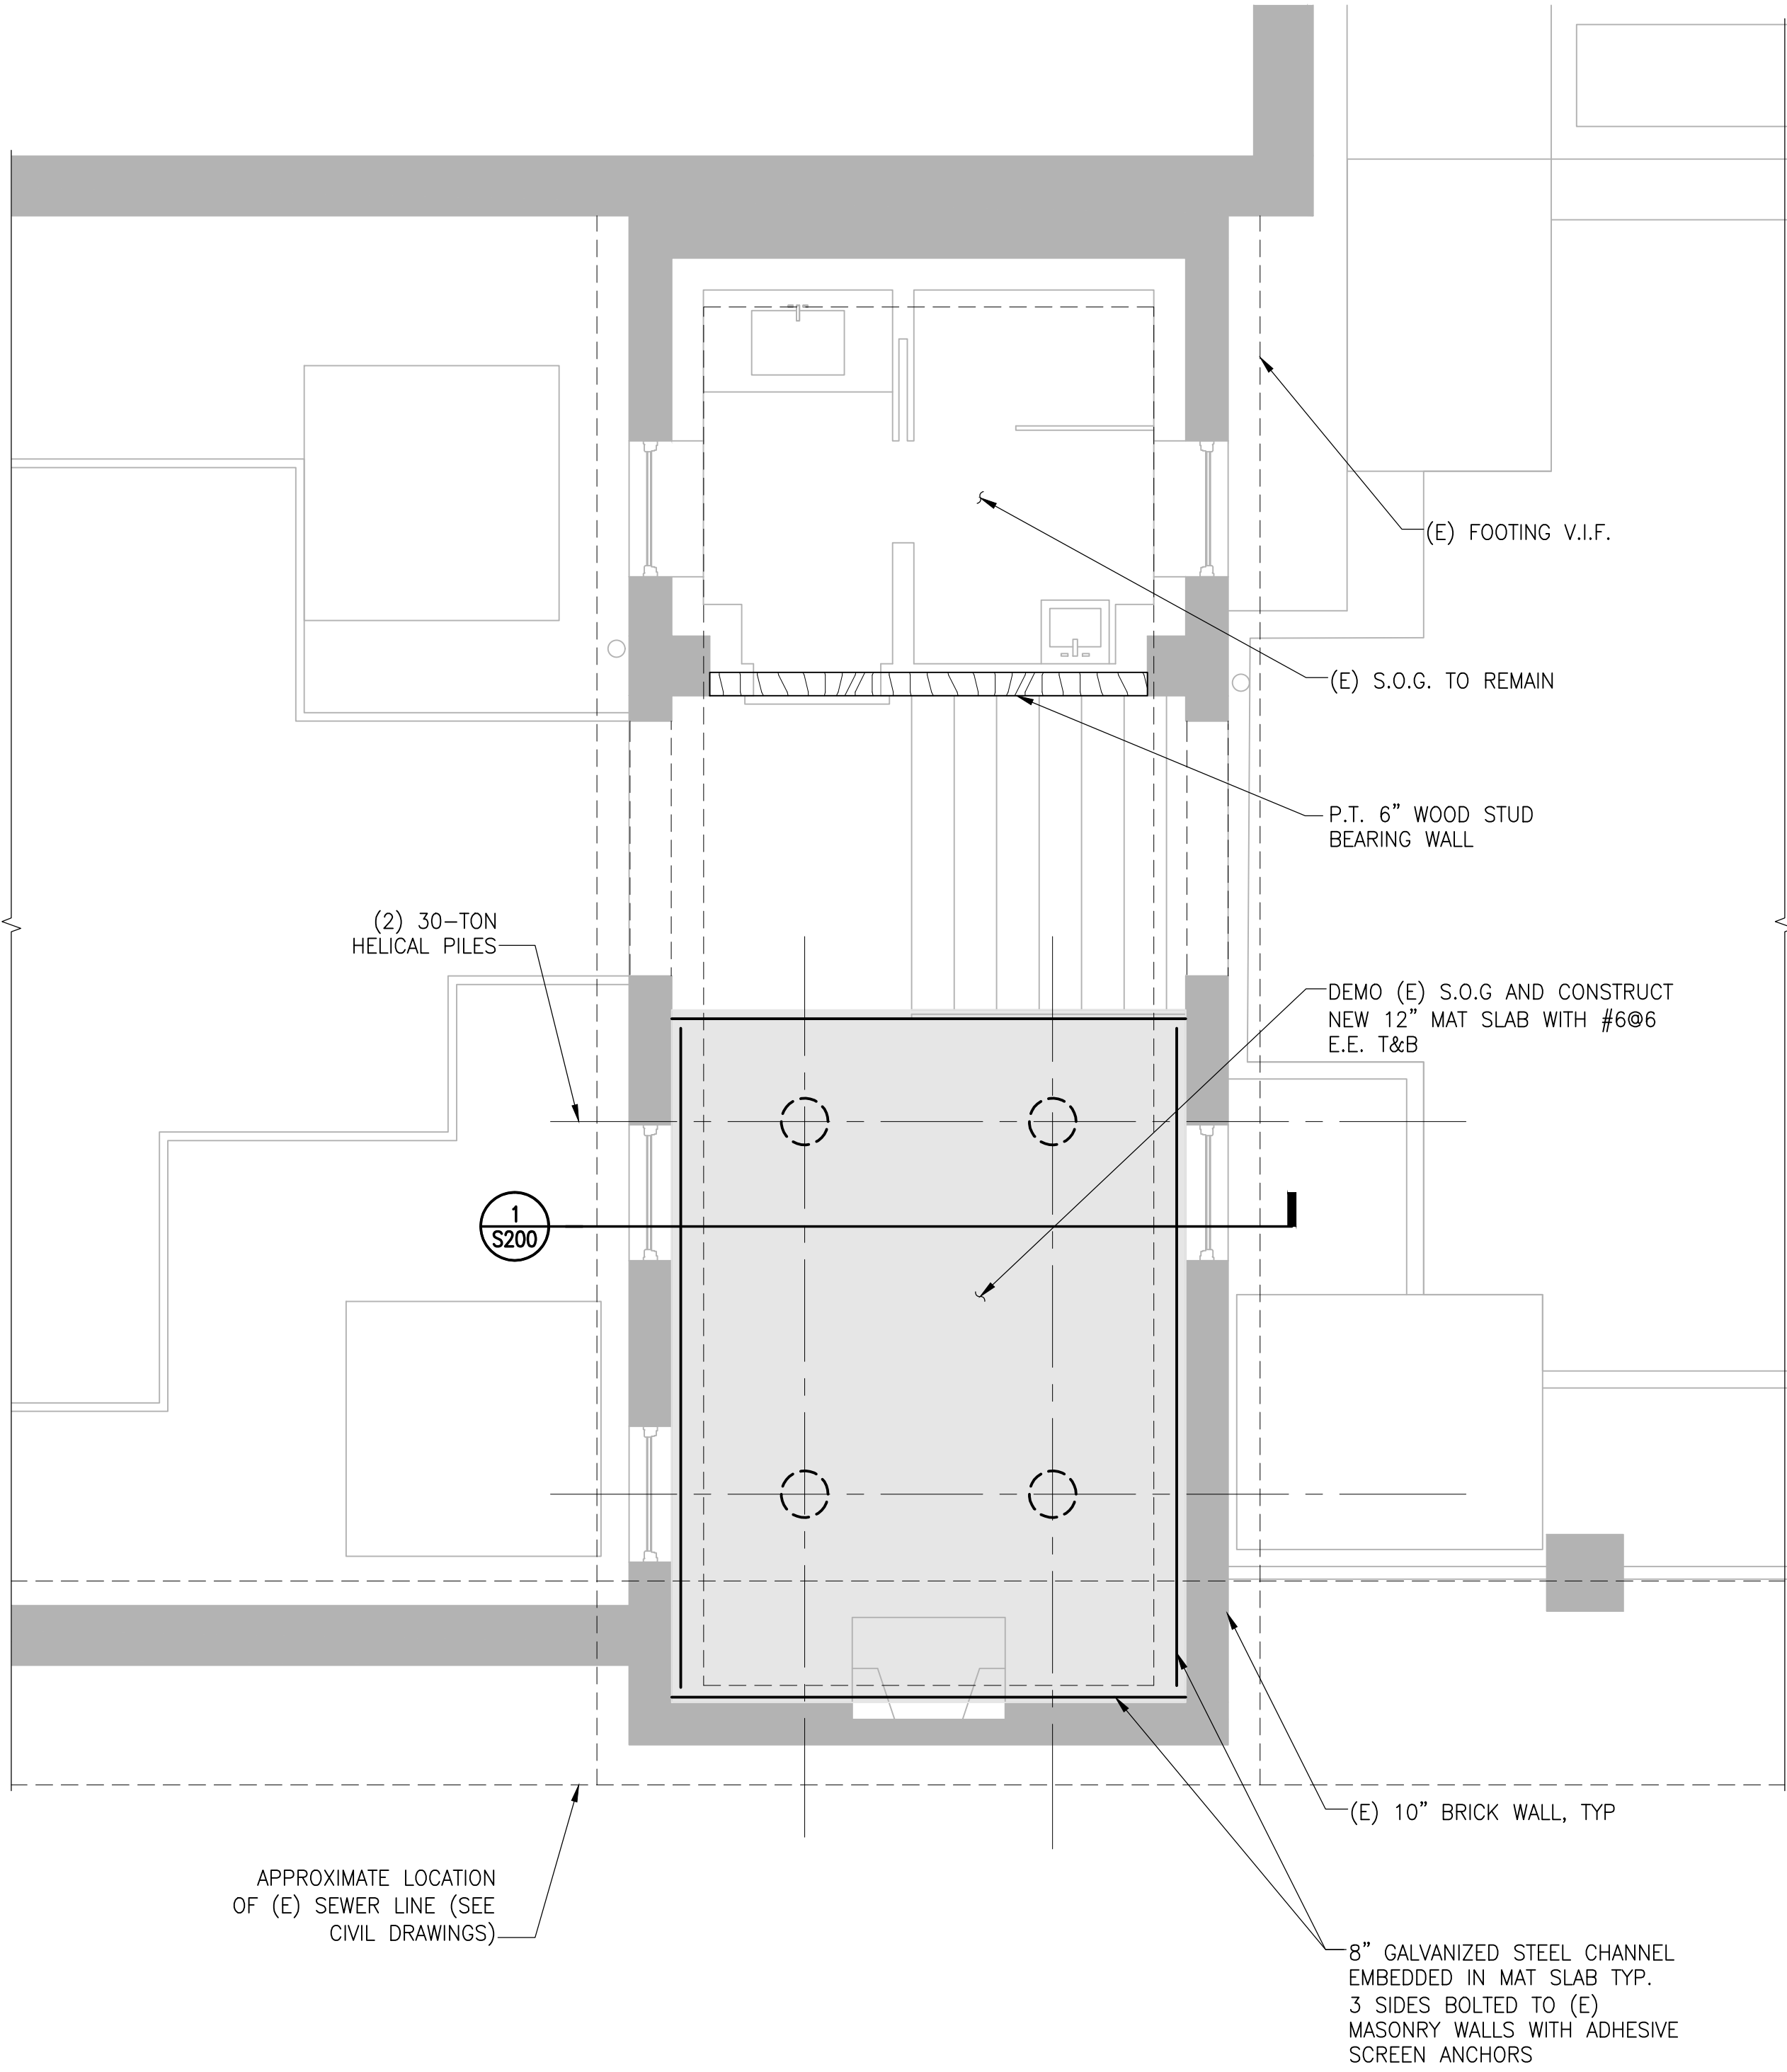 (E) FOOTING V.I.F.
(E) S.O.G. TO REMAIN
P.T. 6" WOOD STUD
BEARING WALL
(2) 30-TON
HELICAL PILES
DEMO (E) S.O.G AND CONSTRUCT
NEW 12" MAT SLAB WITH #6@6
E.E. T&B
1
S200
(E) 10" BRICK WALL, TYP
APPROXIMATE LOCATION
OF (E) SEWER LINE (SEE
CIVIL DRAWINGS)
8" GALVANIZED STEEL CHANNEL
EMBEDDED IN MAT SLAB TYP.
3 SIDES BOLTED TO (E)
MASONRY WALLS WITH ADHESIVE
SCREEN ANCHORS